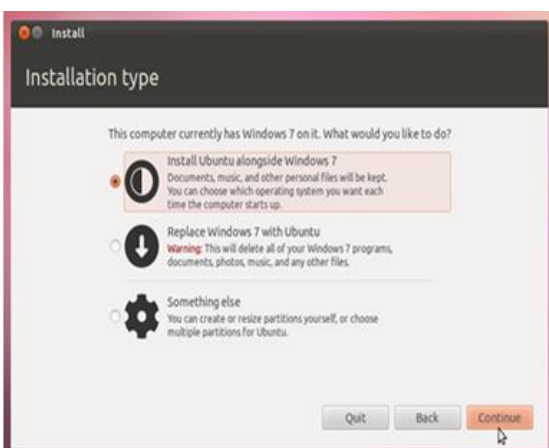 Install
Installation type
This computer currently has Windows 7 on it. What would you like to do?
Install Ubuntu alongside Windows 7
Documents, music, and other personal files will be kept.
You can choose which operating system you want each
time the computer starts up.
Replace Windows 7 with Ubuntu
Warning: This will delete all of your Windows 7 programs,
documents, photos, music, and any other files.
Something else
You can create or resize partitions yourself, or choose
multiple partitions for Ubuntu.
Quit Back Continue